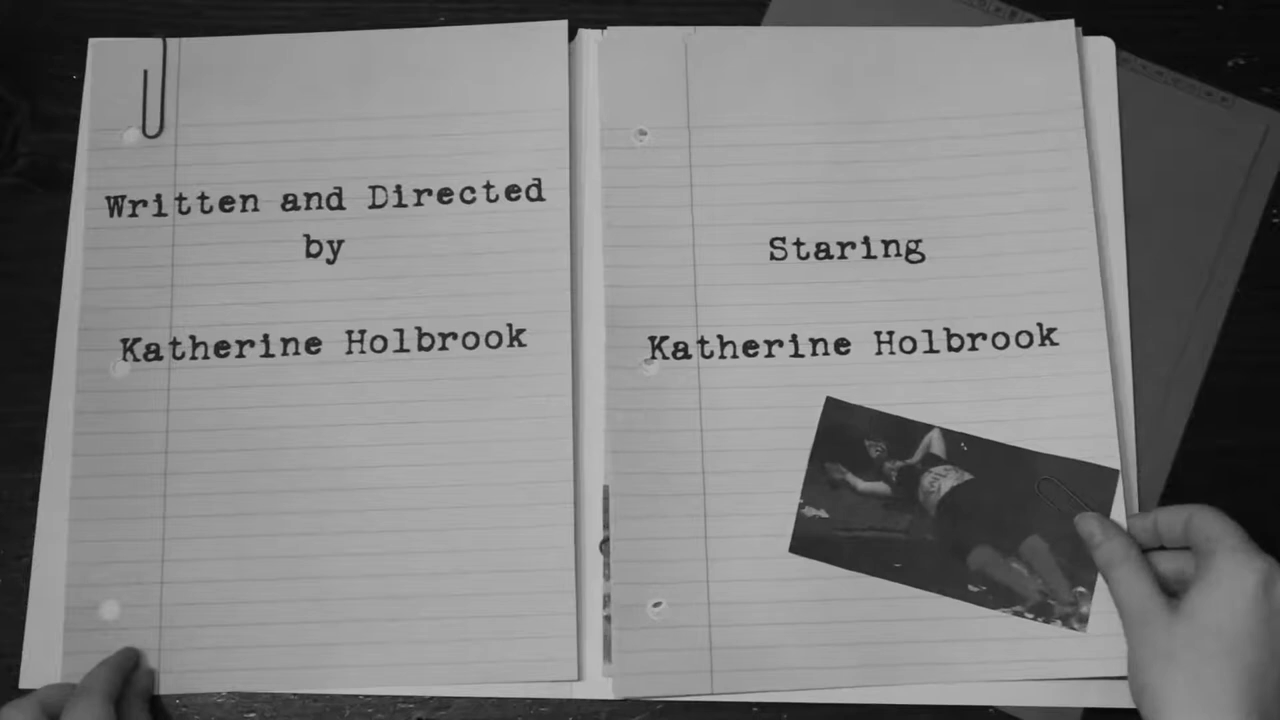 Written and Directed
by
Katherine Holbrook
Staring
Katherine Holbrook